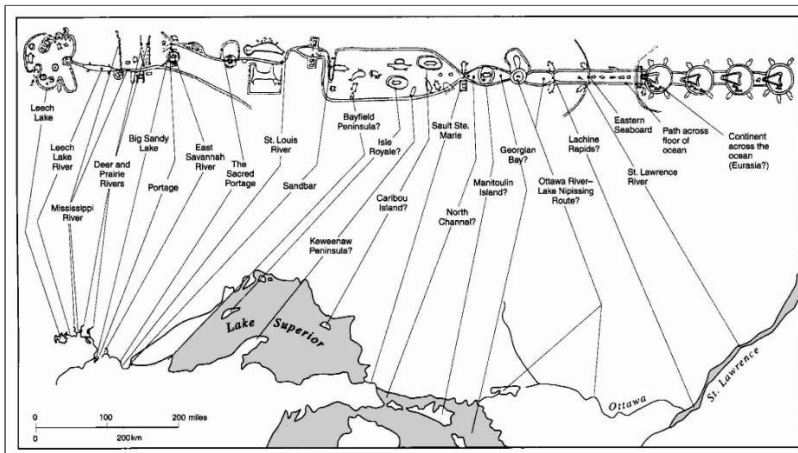 Leech
Lake
Leech
Lake
River
Mississippi
River
Deer and
Prairie
Rivers
Big Sandy
Lake
Portage
East
Savannah
River
The
Sacred
Portage
St. Louis
River
Sandbar
Bayfield
Peninsula?
Isle
Royale?
Keweenaw
Peninsula?
Caribou
Island?
Sault Ste.
Marie
North
Channel?
Manitoulin
Island?
Georgian
Bay?
Ottawa River–
Lake Nipissing
Route?
Lachine
Rapids?
St. Lawrence
River
Eastern
Seaboard
Path across
floor of
ocean
Continent
across the
ocean
(Eurasia?)
Lake Superior
Ottawa
St. Lawrence
0 100 200 miles
0 200 km